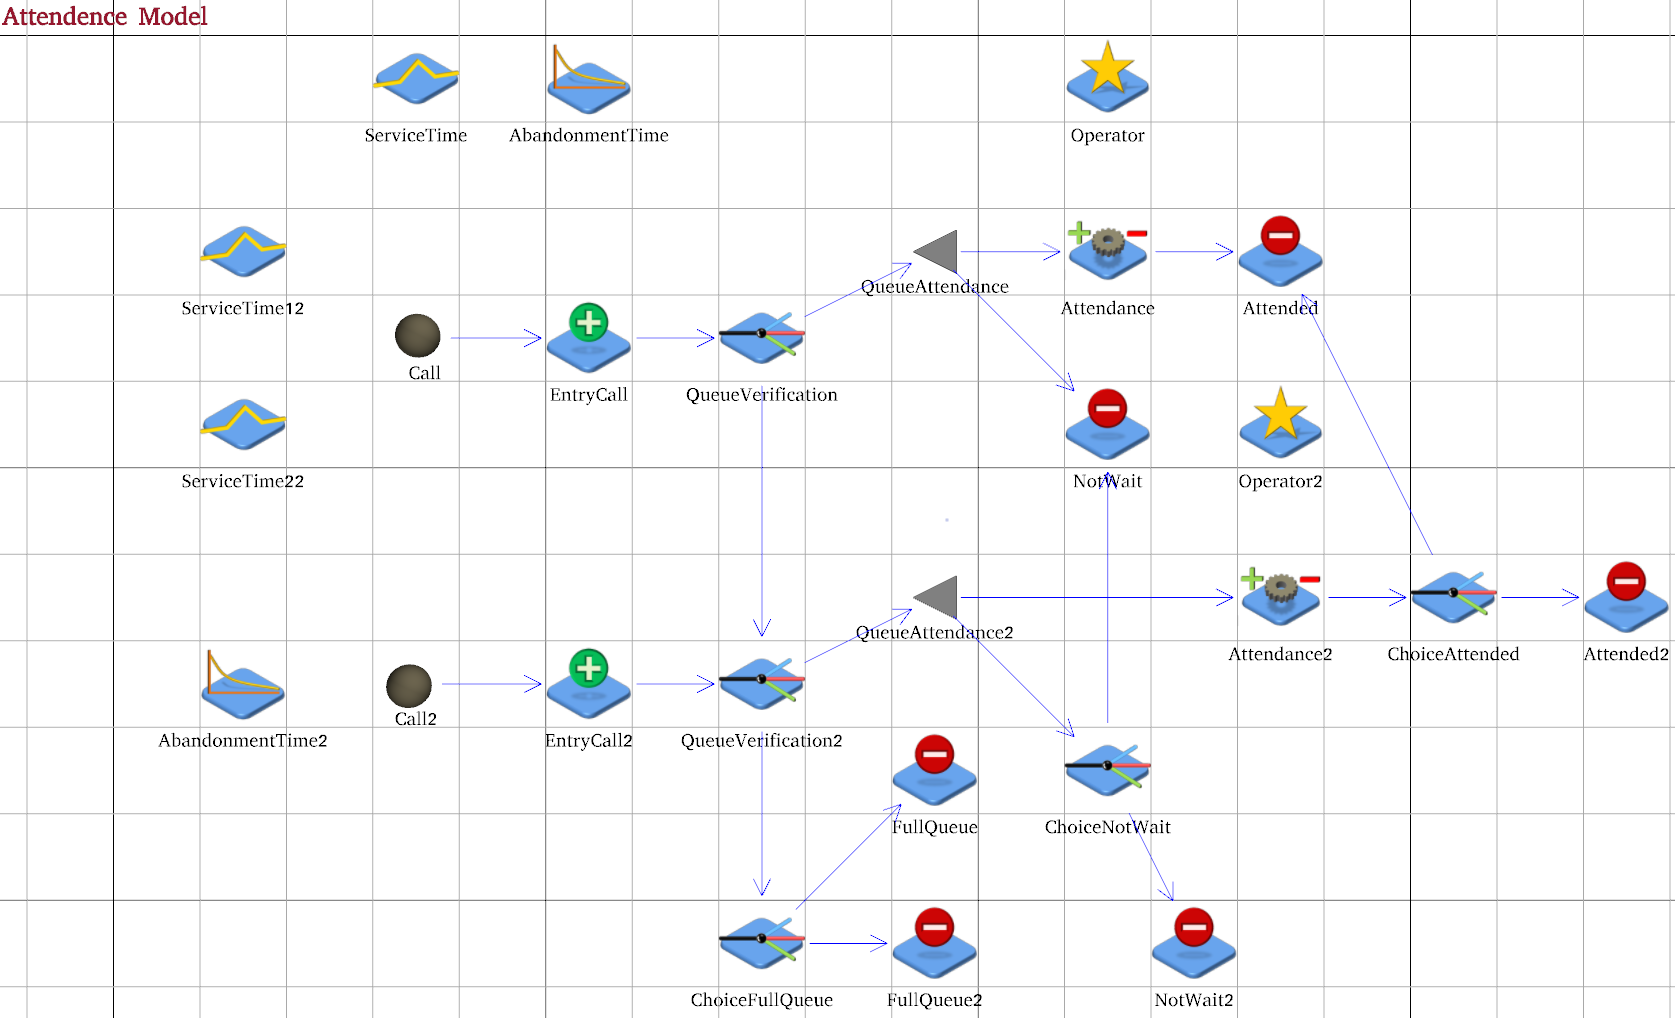 Attendence Model
ServiceTime
AbandonmentTime
Operator
ServiceTime12
QueueAttendance
Attendance
Attended
Call
EntryCall
QueueVerification
ServiceTime22
NotWait
Operator2
QueueAttendance2
Attendance2
ChoiceAttended
Attended2
AbandonmentTime2
Call2
EntryCall2
QueueVerification2
FullQueue
ChoiceNotWait
ChoiceFullQueue
FullQueue2
NotWait2